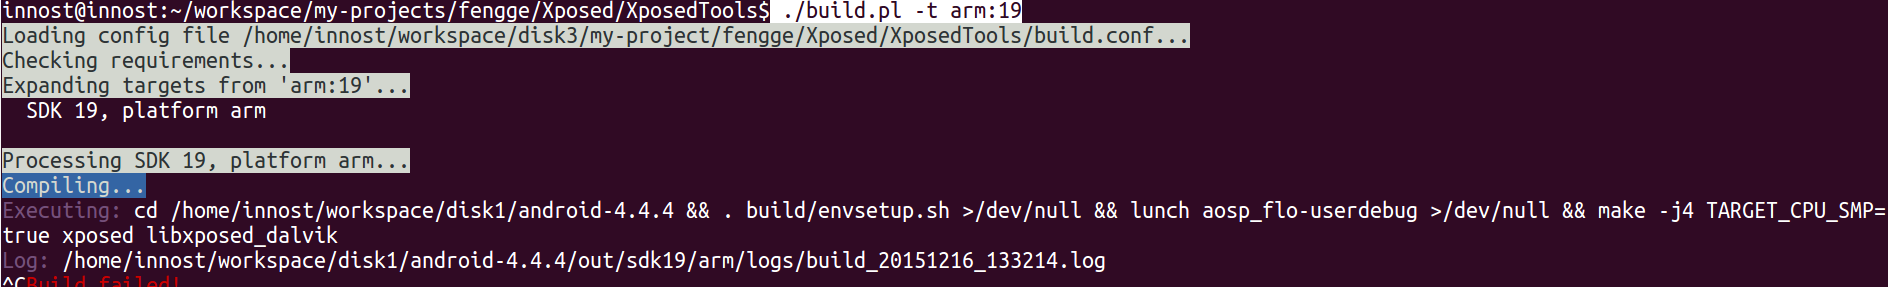 innost@innost:~/workspace/my-projects/fengge/Xposed/XposedTools$ ./build.pl -t arm:19
Loading config file /home/innost/workspace/disk3/my-project/fengge/Xposed/XposedTools/build.conf...
Checking requirements...
Expanding targets from 'arm:19'...
  SDK 19, platform arm
Processing SDK 19, platform arm...
Compiling...
Executing: cd /home/innost/workspace/disk1/android-4.4.4 && . build/envsetup.sh >/dev/null && lunch aosp_flo-userdebug >/dev/null && make -j4 TARGET_CPU_SMP=
true xposed libxposed_dalvik
Log: /home/innost/workspace/disk1/android-4.4.4/out/sdk19/arm/logs/build_20151216_133214.log
^CBuild failed!